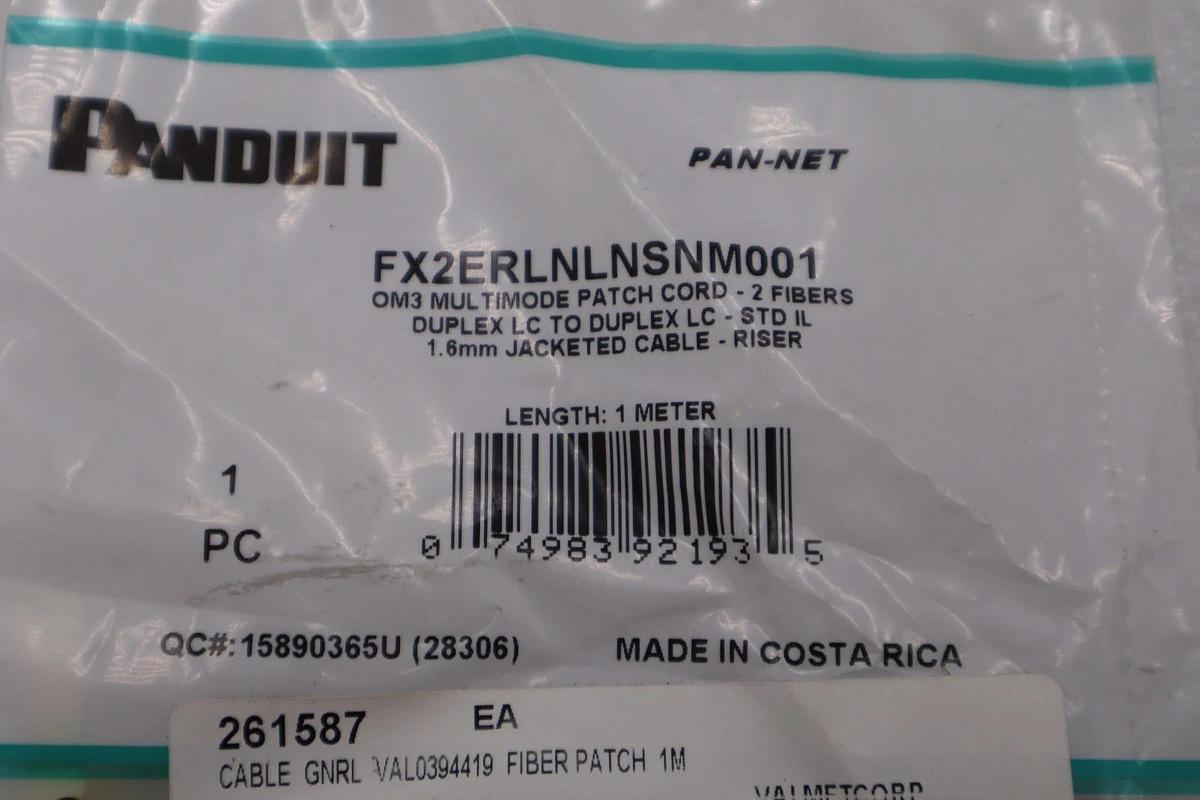 PANDUIT
PAN-NET
FX2ERLNLNSNM001
OM3 MULTIMODE PATCH CORD - 2 FIBERS
DUPLEX LC TO DUPLEX LC - STD IL
1.6mm JACKETED CABLE - RISER
LENGTH: 1 METER
1
PC
0 74983 92193 5
QC#:15890365U (28306)
MADE IN COSTA RICA
261587 EA
CABLE GNRL VAL0394419 FIBER PATCH 1M
VALMETCORP